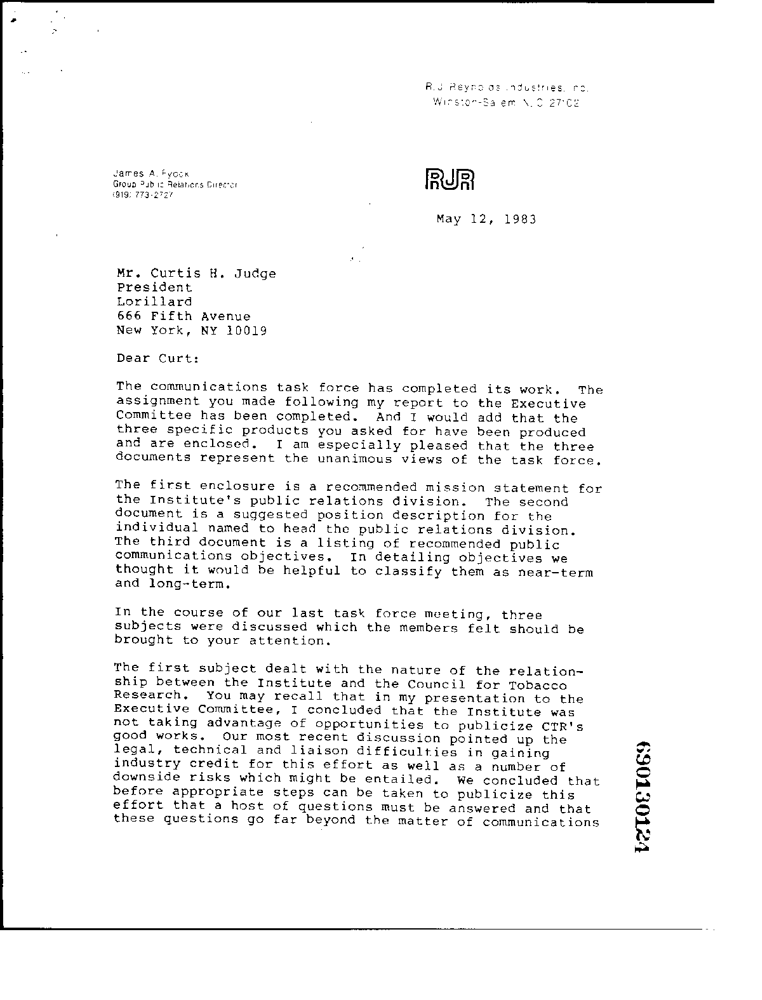 R.J. Reynolds Industries, Inc.
Winston-Salem, N.C. 27102
James A. Fyock
Group Public Relations Director
(919) 773-2727
RJR
May 12, 1983
Mr. Curtis H. Judge
President
Lorillard
666 Fifth Avenue
New York, NY 10019
Dear Curt:
The communications task force has completed its work. The
assignment you made following my report to the Executive
Committee has been completed. And I would add that the
three specific products you asked for have been produced
and are enclosed. I am especially pleased that the three
documents represent the unanimous views of the task force.
The first enclosure is a recommended mission statement for
the Institute's public relations division. The second
document is a suggested position description for the
individual named to head the public relations division.
The third document is a listing of recommended public
communications objectives. In detailing objectives we
thought it would be helpful to classify them as near-term
and long-term.
In the course of our last task force meeting, three
subjects were discussed which the members felt should be
brought to your attention.
The first subject dealt with the nature of the relation-
ship between the Institute and the Council for Tobacco
Research. You may recall that in my presentation to the
Executive Committee, I concluded that the Institute was
not taking advantage of opportunities to publicize CTR's
good works. Our most recent discussion pointed up the
legal, technical and liaison difficulties in gaining
industry credit for this effort as well as a number of
downside risks which might be entailed. We concluded that
before appropriate steps can be taken to publicize this
effort that a host of questions must be answered and that
these questions go far beyond the matter of communications
690130124